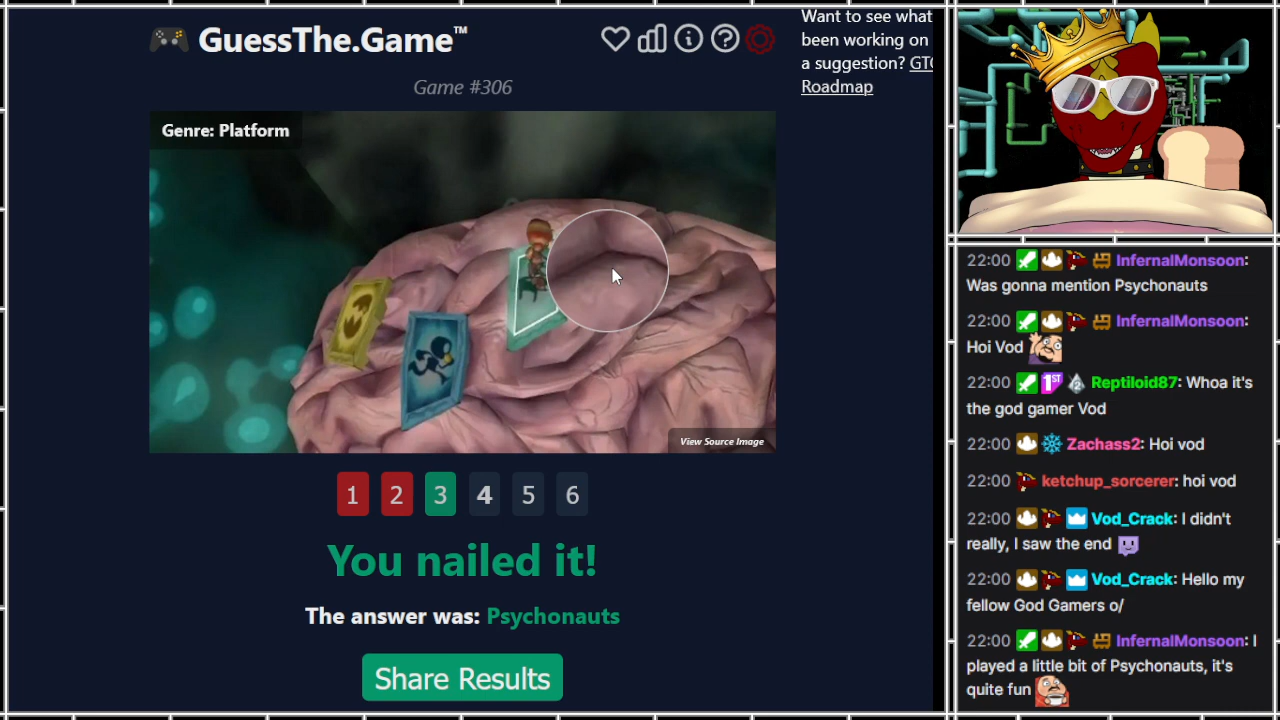 GuessThe.Game™
Want to see what
been working on
a suggestion? GTG
Roadmap
Game #306
Genre: Platform
View Source Image
1 2 3 4 5 6
You nailed it!
The answer was: Psychonauts
Share Results
22:00 InfernalMonsoon:
Was gonna mention Psychonauts
22:00 InfernalMonsoon:
Hoi Vod
22:00 1ST 2 Reptiloid87: Whoa it's
the god gamer Vod
22:00 Zachass2: Hoi vod
22:00 ketchup_sorcerer: hoi vod
22:00 Vod_Crack: I didn't
really, I saw the end
22:00 Vod_Crack: Hello my
fellow God Gamers o/
22:00 InfernalMonsoon: I
played a little bit of Psychonauts, it's
quite fun